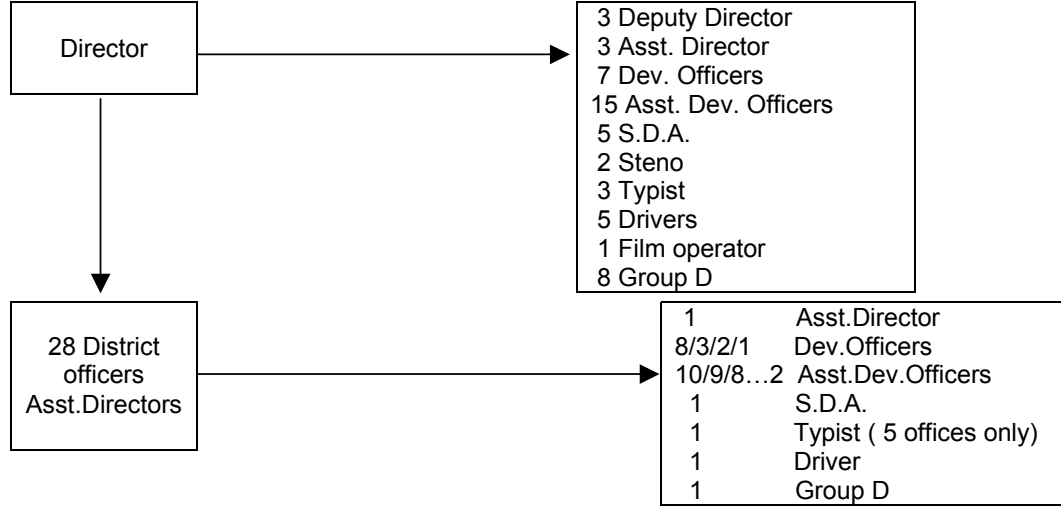 Director
3 Deputy Director
3 Asst. Director
7 Dev. Officers
15 Asst. Dev. Officers
5 S.D.A.
2 Steno
3 Typist
5 Drivers
1 Film operator
8 Group D
28 District
officers
Asst.Directors
1 Asst.Director
8/3/2/1 Dev.Officers
10/9/8…2 Asst.Dev.Officers
1 S.D.A.
1 Typist ( 5 offices only)
1 Driver
1 Group D